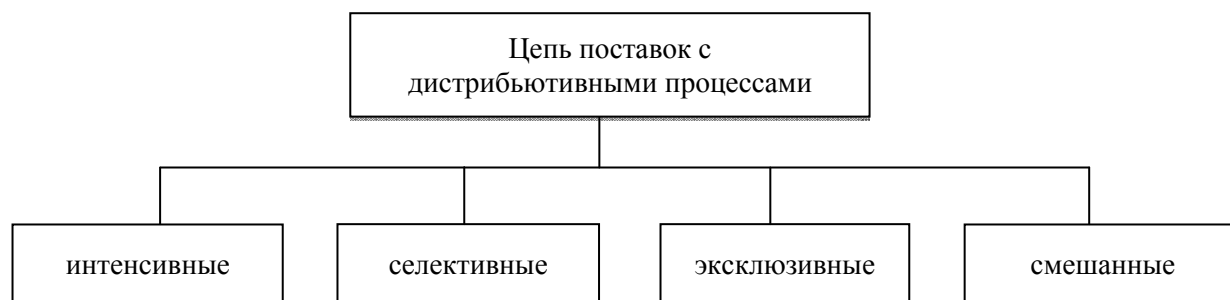 Цепь поставок с
дистрибьютивными процессами
интенсивные
селективные
эксклюзивные
смешанные